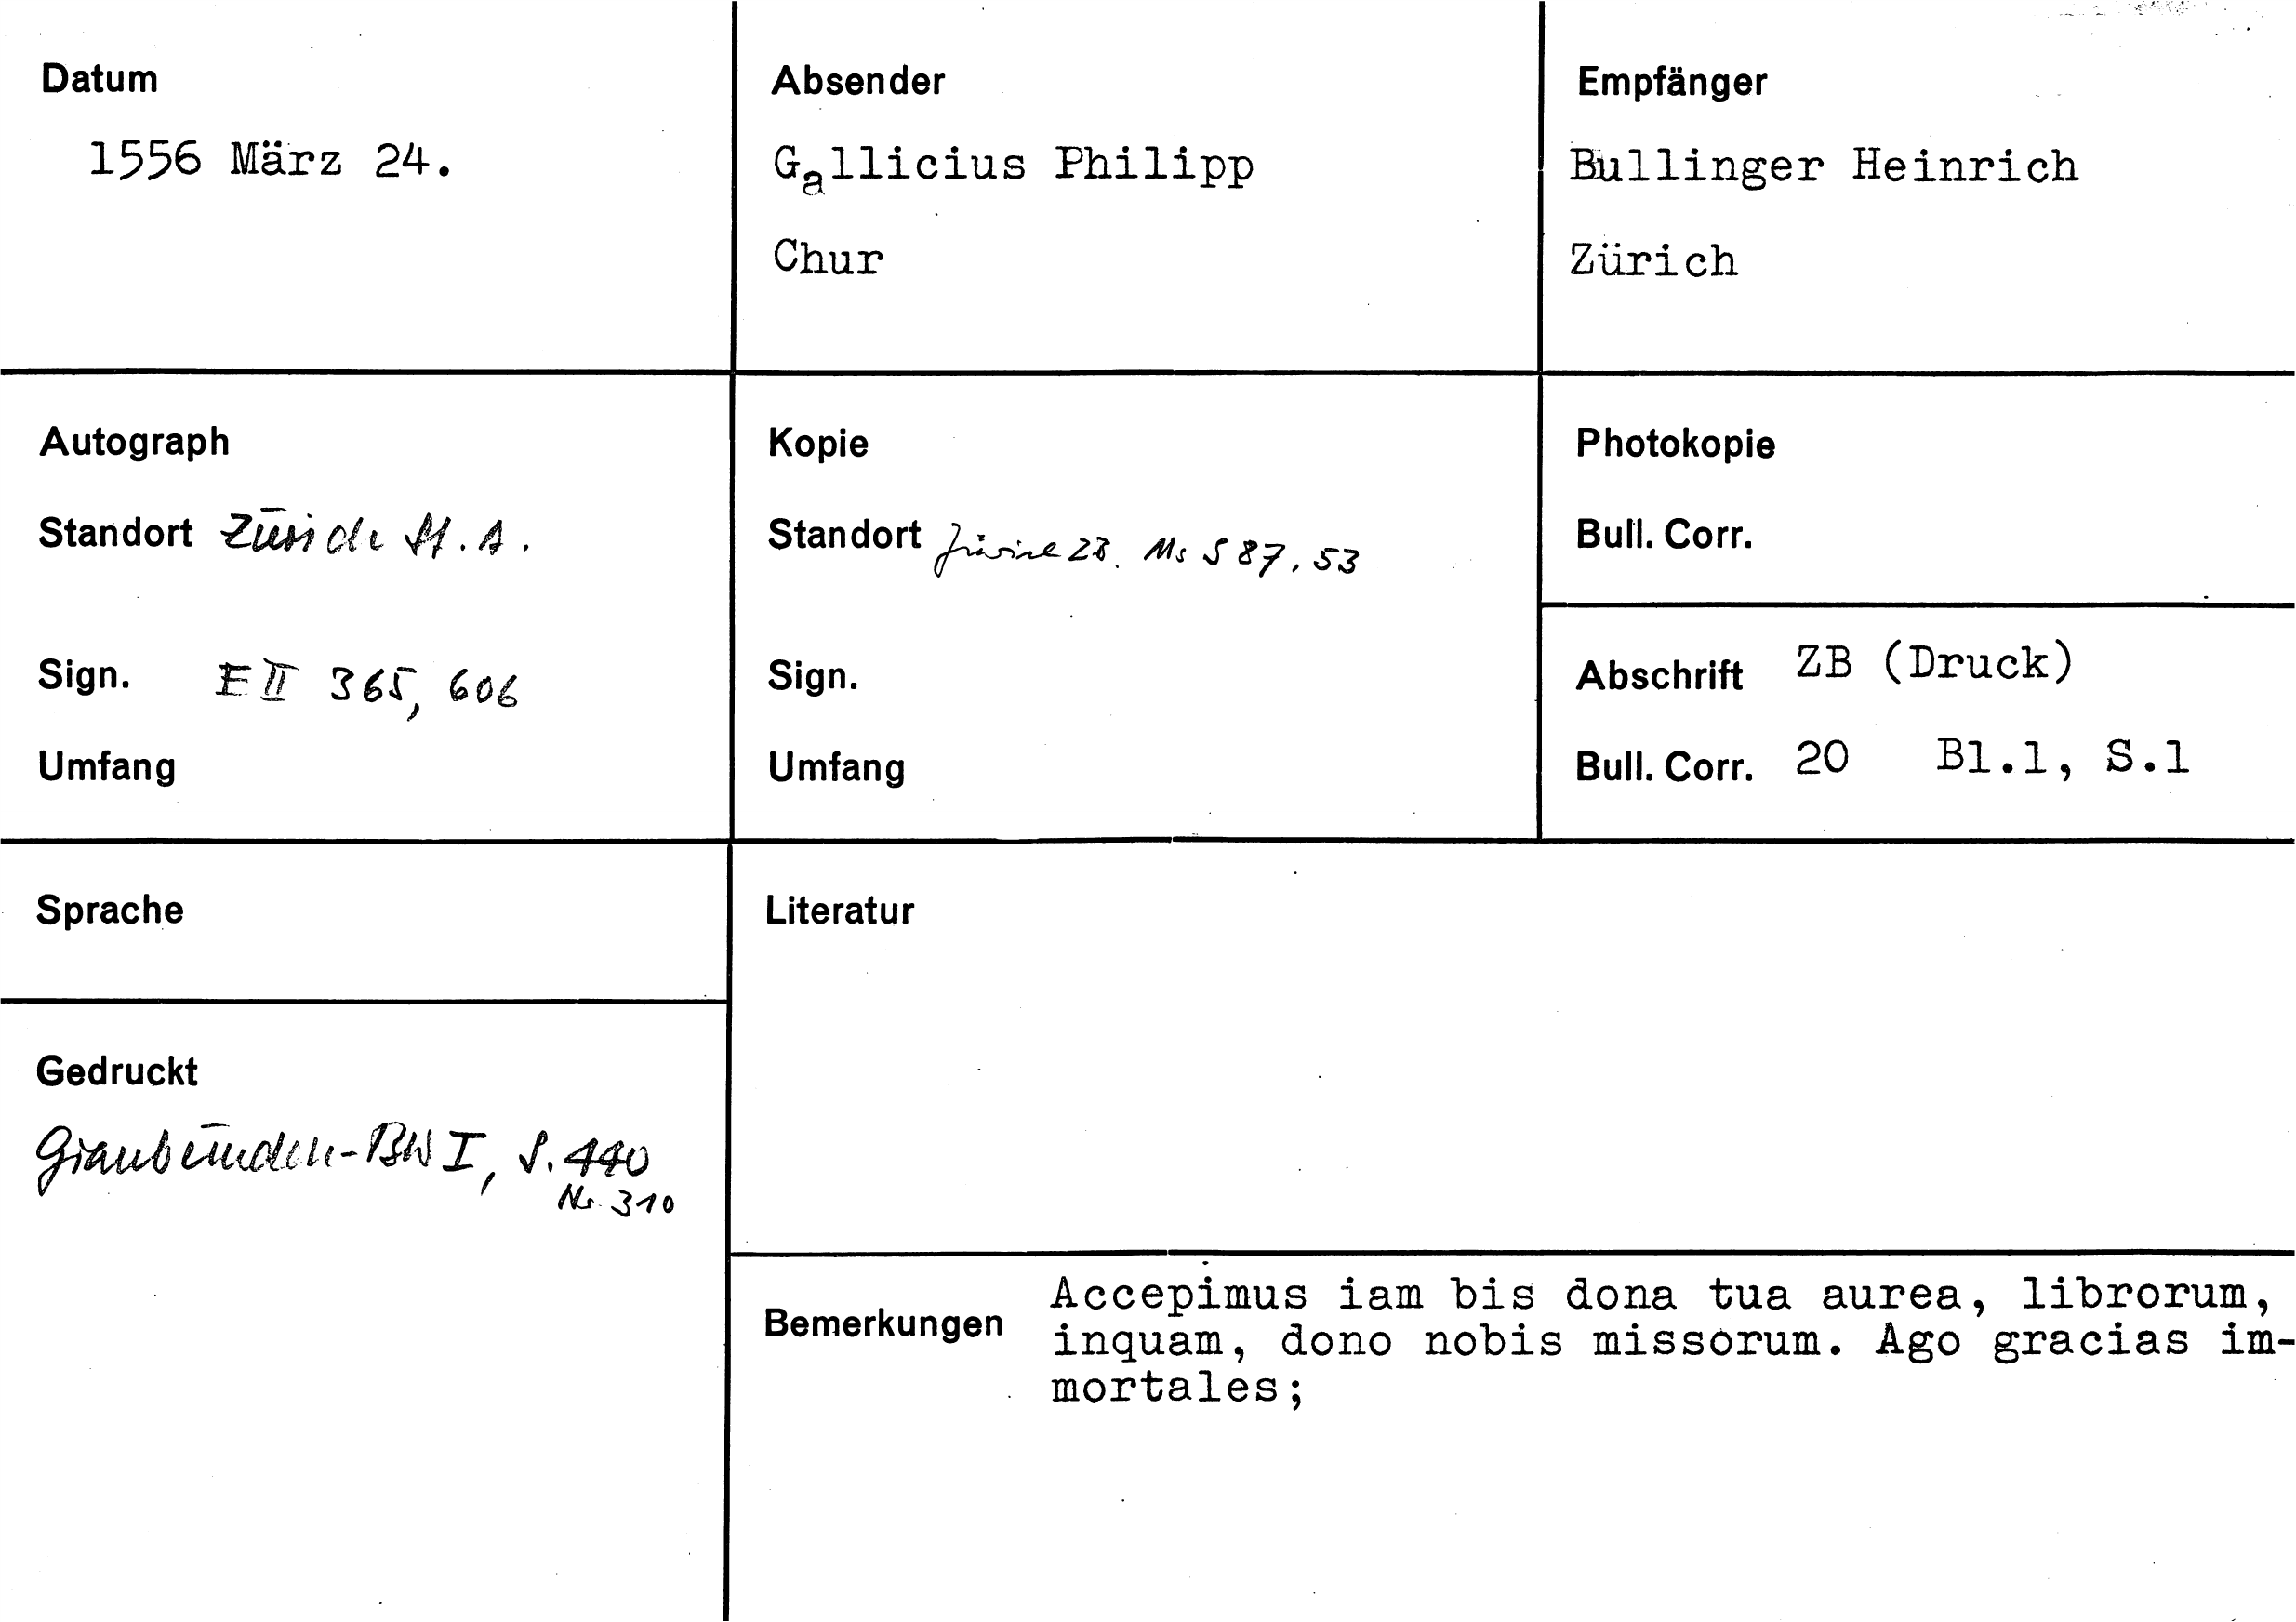 Datum
1556 März 24.
Absender
Gallicius Philipp
Chur
Empfänger
Bullinger Heinrich
Zürich
Autograph
Standort Zürich St. A.
Sign. E II 365, 606
Umfang
Kopie
Standort Zürich ZB. Ms S 87, 53
Sign.
Umfang
Photokopie
Bull. Corr.
Abschrift ZB (Druck)
Bull. Corr. 20 Bl.1, S.1
Sprache
Gedruckt
Graubünden-BW I, S. 440
Nr. 310
Literatur
Bemerkungen
Accepimus iam bis dona tua aurea, librorum,
inquam, dono nobis missorum. Ago gracias im-
mortales;